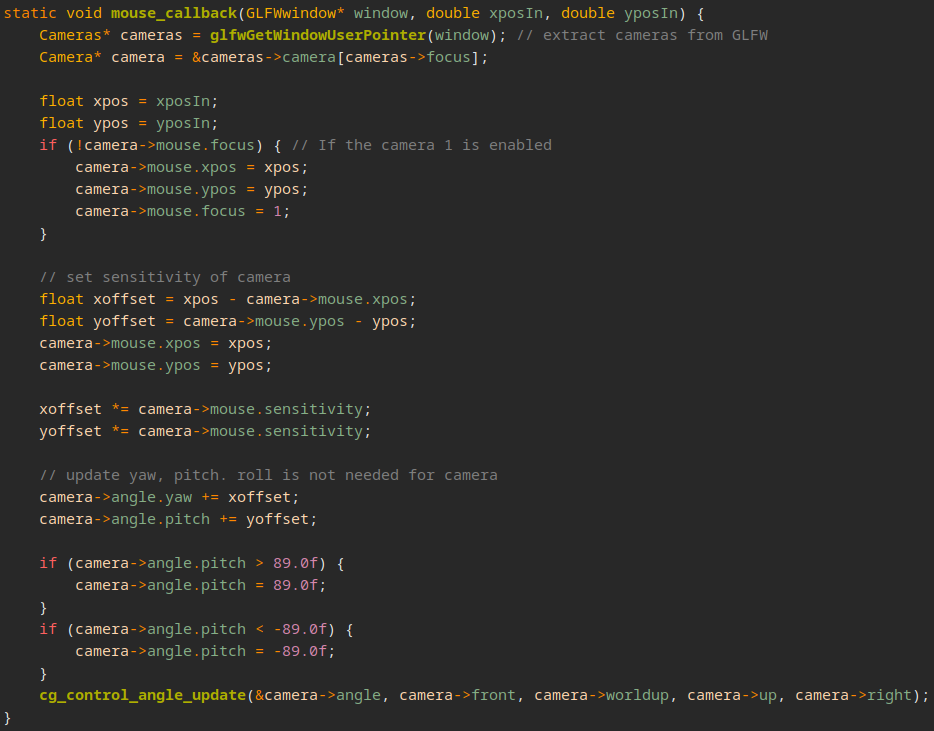 static void mouse_callback(GLFWwindow* window, double xposIn, double yposIn) {
    Cameras* cameras = glfwGetWindowUserPointer(window); // extract cameras from GLFW
    Camera* camera = &cameras->camera[cameras->focus];

    float xpos = xposIn;
    float ypos = yposIn;
    if (!camera->mouse.focus) { // If the camera 1 is enabled
        camera->mouse.xpos = xpos;
        camera->mouse.ypos = ypos;
        camera->mouse.focus = 1;
    }

    // set sensitivity of camera
    float xoffset = xpos - camera->mouse.xpos;
    float yoffset = camera->mouse.ypos - ypos;
    camera->mouse.xpos = xpos;
    camera->mouse.ypos = ypos;

    xoffset *= camera->mouse.sensitivity;
    yoffset *= camera->mouse.sensitivity;

    // update yaw, pitch. roll is not needed for camera
    camera->angle.yaw += xoffset;
    camera->angle.pitch += yoffset;

    if (camera->angle.pitch > 89.0f) {
        camera->angle.pitch = 89.0f;
    }
    if (camera->angle.pitch < -89.0f) {
        camera->angle.pitch = -89.0f;
    }
    cg_control_angle_update(&camera->angle, camera->front, camera->worldup, camera->up, camera->right);
}